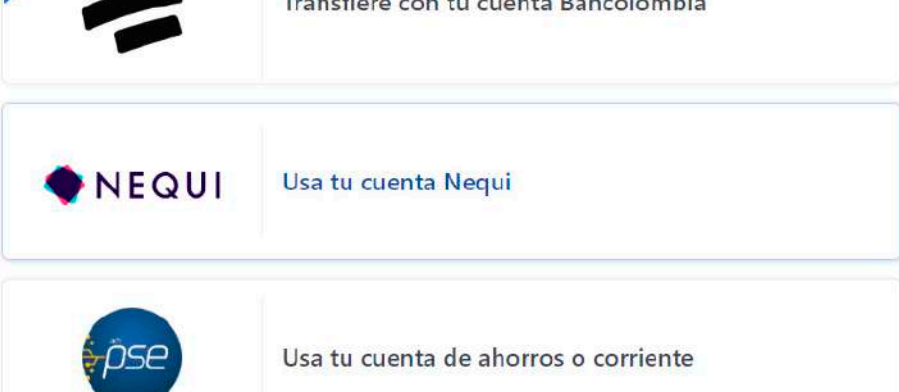 Transfiere con tu cuenta Bancolombia
NEQUI
Usa tu cuenta Nequi
pse
Usa tu cuenta de ahorros o corriente